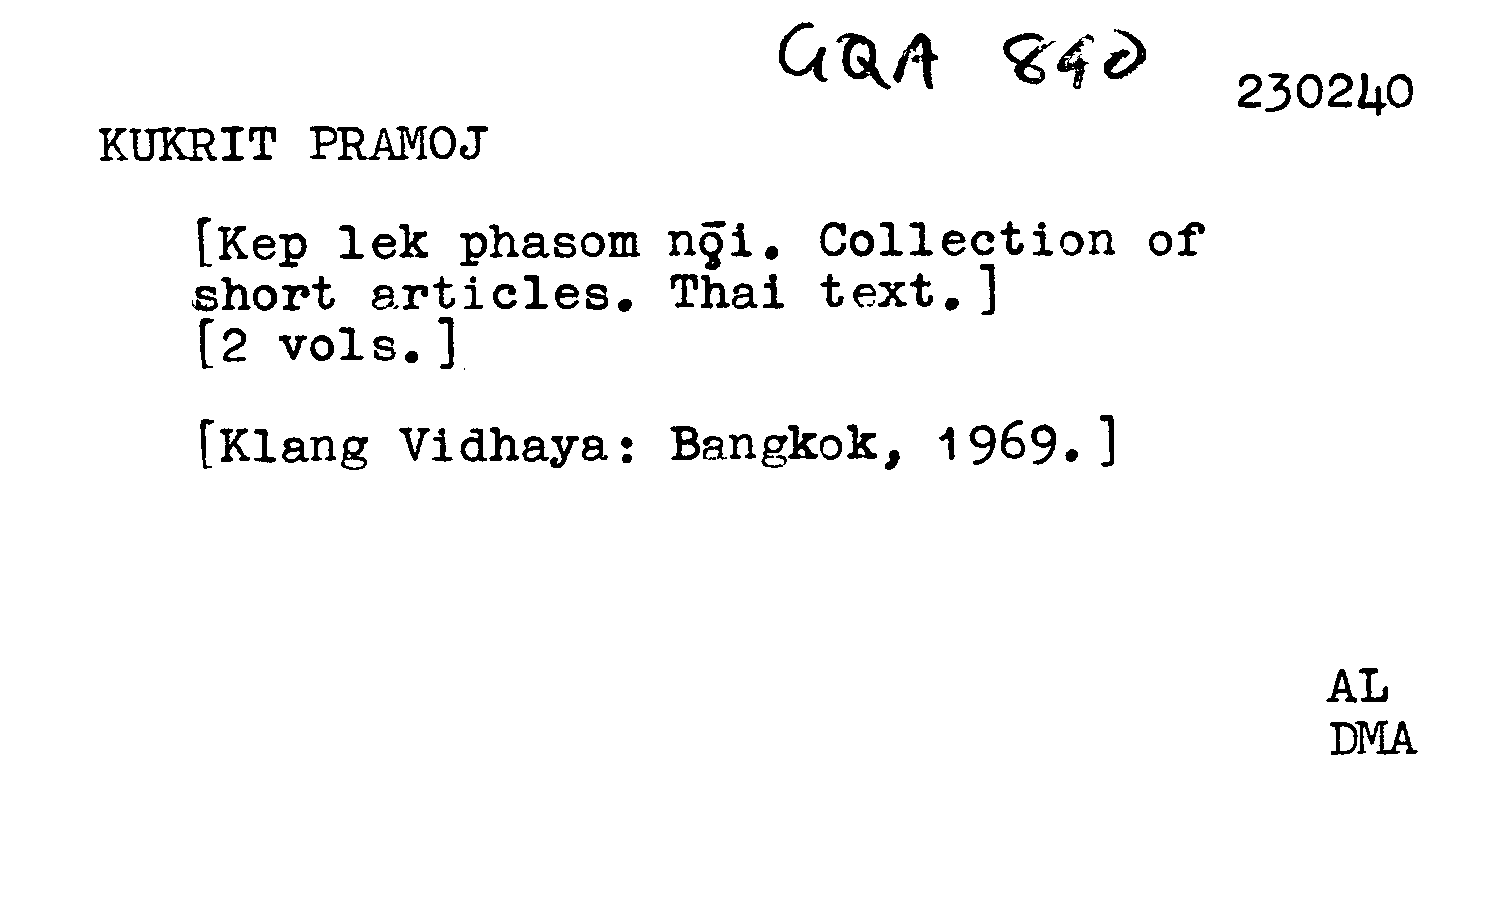 GQA 840
230240
KUKRIT PRAMOJ
[Kep lek phasom nǭi. Collection of
short articles. Thai text.]
[2 vols.]
[Klang Vidhaya: Bangkok, 1969.]
AL
DMA